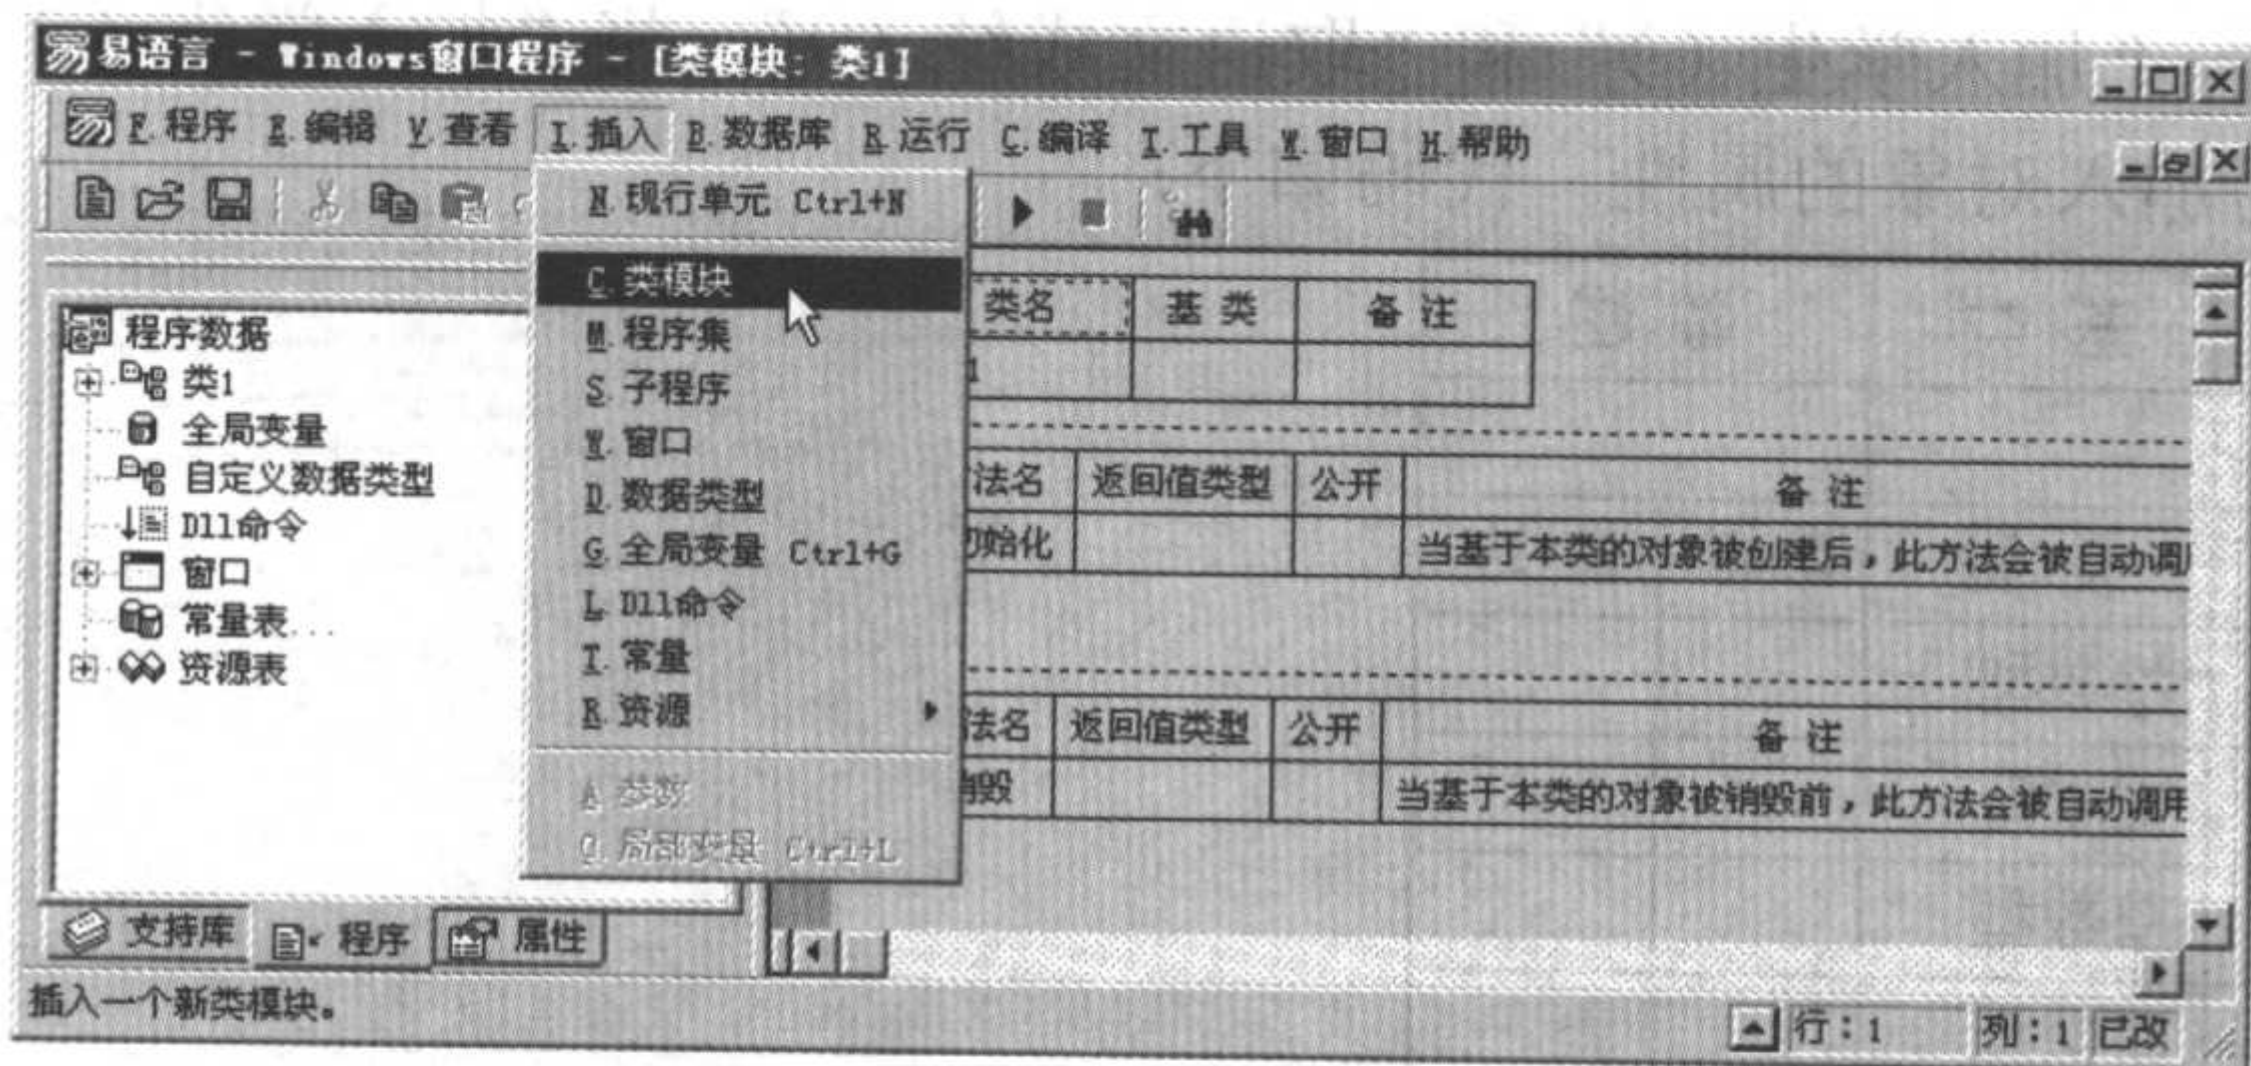 易语言 - Windows窗口程序 - [类模块: 类1]
F.程序 E.编辑 V.查看 I.插入 B.数据库 R.运行 C.编译 T.工具 W.窗口 H.帮助
N.现行单元 Ctrl+N
C.类模块
M.程序集
S.子程序
W.窗口
D.数据类型
G.全局变量 Ctrl+G
L.Dll命令
T.常量
R.资源
A.参数
O.局部变量 Ctrl+L
程序数据
类1
全局变量
自定义数据类型
Dll命令
窗口
常量表...
资源表
类名 基 类 备 注
1
法名 返回值类型 公开 备 注
初始化 当基于本类的对象被创建后，此方法会被自动调用
法名 返回值类型 公开 备 注
销毁 当基于本类的对象被销毁前，此方法会被自动调用
支持库 程序 属性
插入一个新类模块。
行：1 列：1 已改